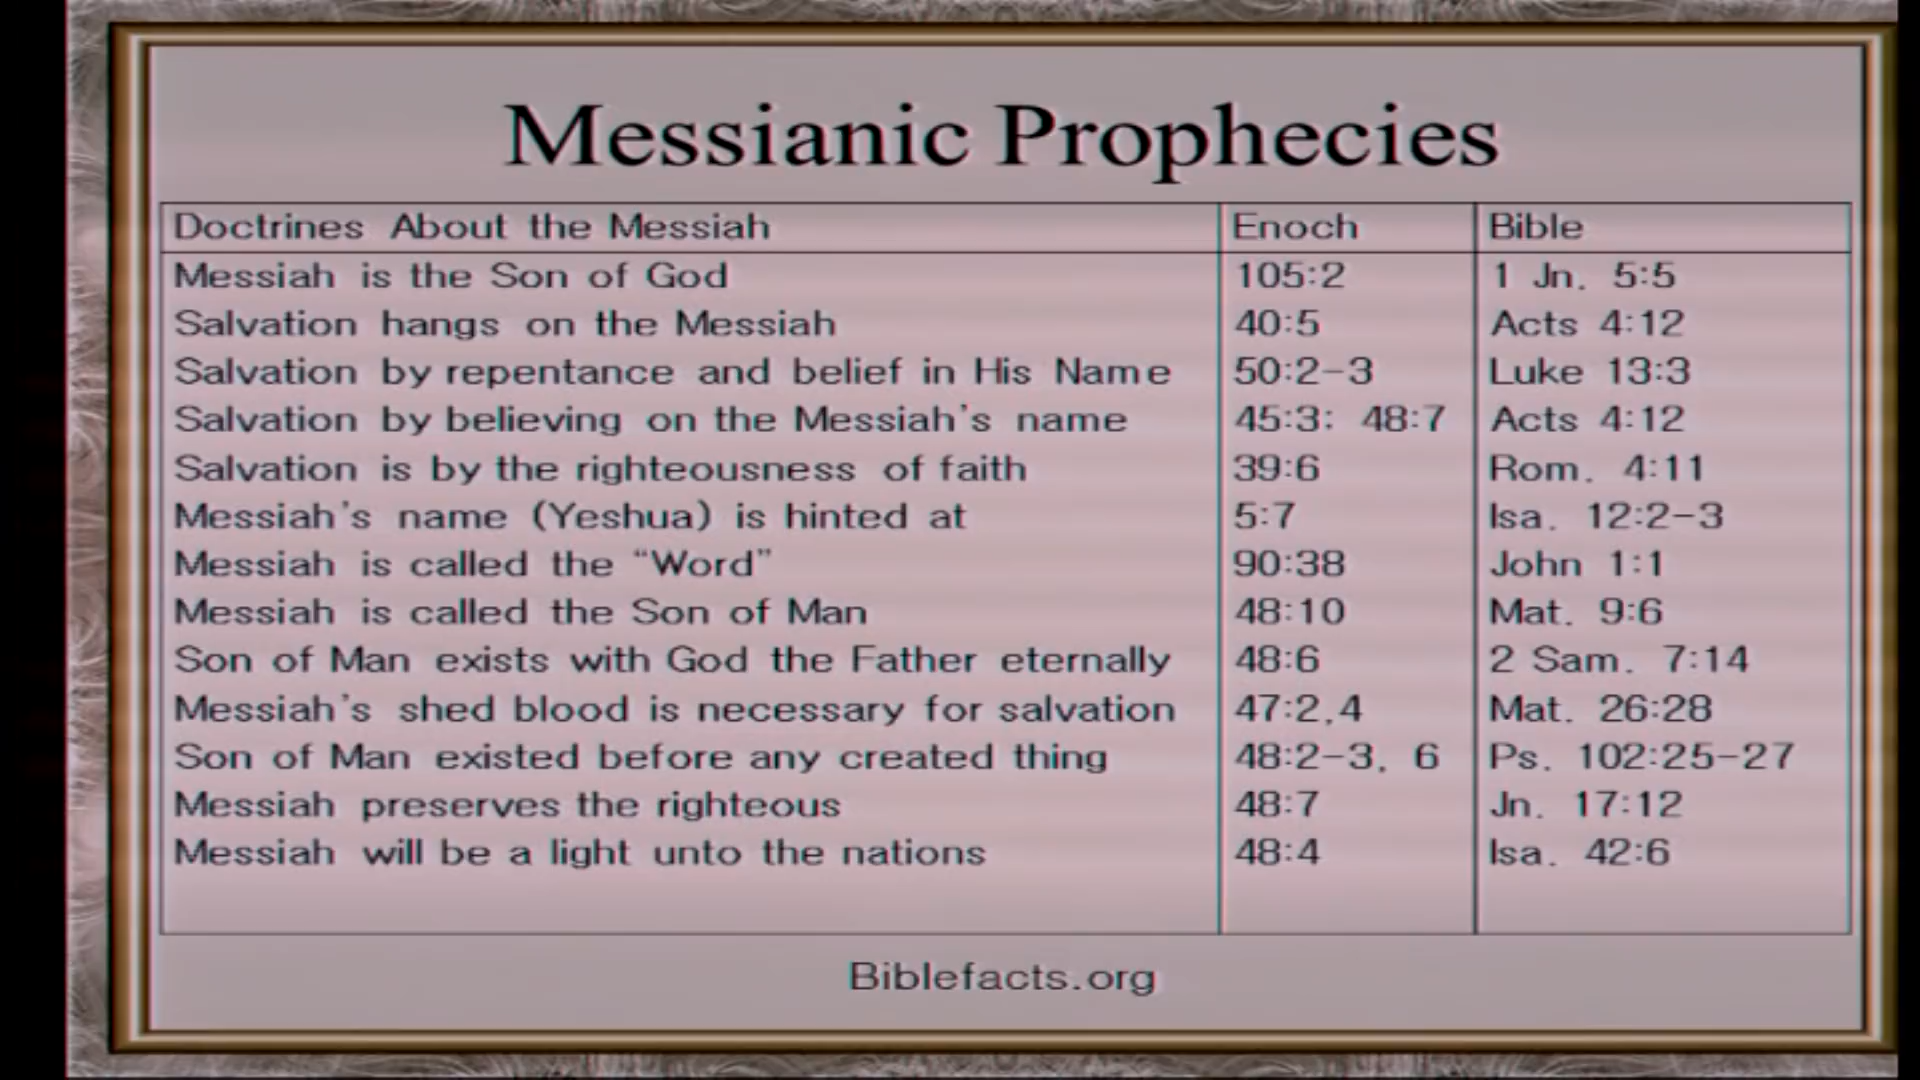 Messianic Prophecies
Doctrines About the Messiah Enoch Bible
Messiah is the Son of God 105:2 1 Jn. 5:5
Salvation hangs on the Messiah 40:5 Acts 4:12
Salvation by repentance and belief in His Name 50:2-3 Luke 13:3
Salvation by believing on the Messiah's name 45:3: 48:7 Acts 4:12
Salvation is by the righteousness of faith 39:6 Rom. 4:11
Messiah's name (Yeshua) is hinted at 5:7 Isa. 12:2-3
Messiah is called the “Word” 90:38 John 1:1
Messiah is called the Son of Man 48:10 Mat. 9:6
Son of Man exists with God the Father eternally 48:6 2 Sam. 7:14
Messiah's shed blood is necessary for salvation 47:2,4 Mat. 26:28
Son of Man existed before any created thing 48:2-3, 6 Ps. 102:25-27
Messiah preserves the righteous 48:7 Jn. 17:12
Messiah will be a light unto the nations 48:4 Isa. 42:6
Biblefacts.org